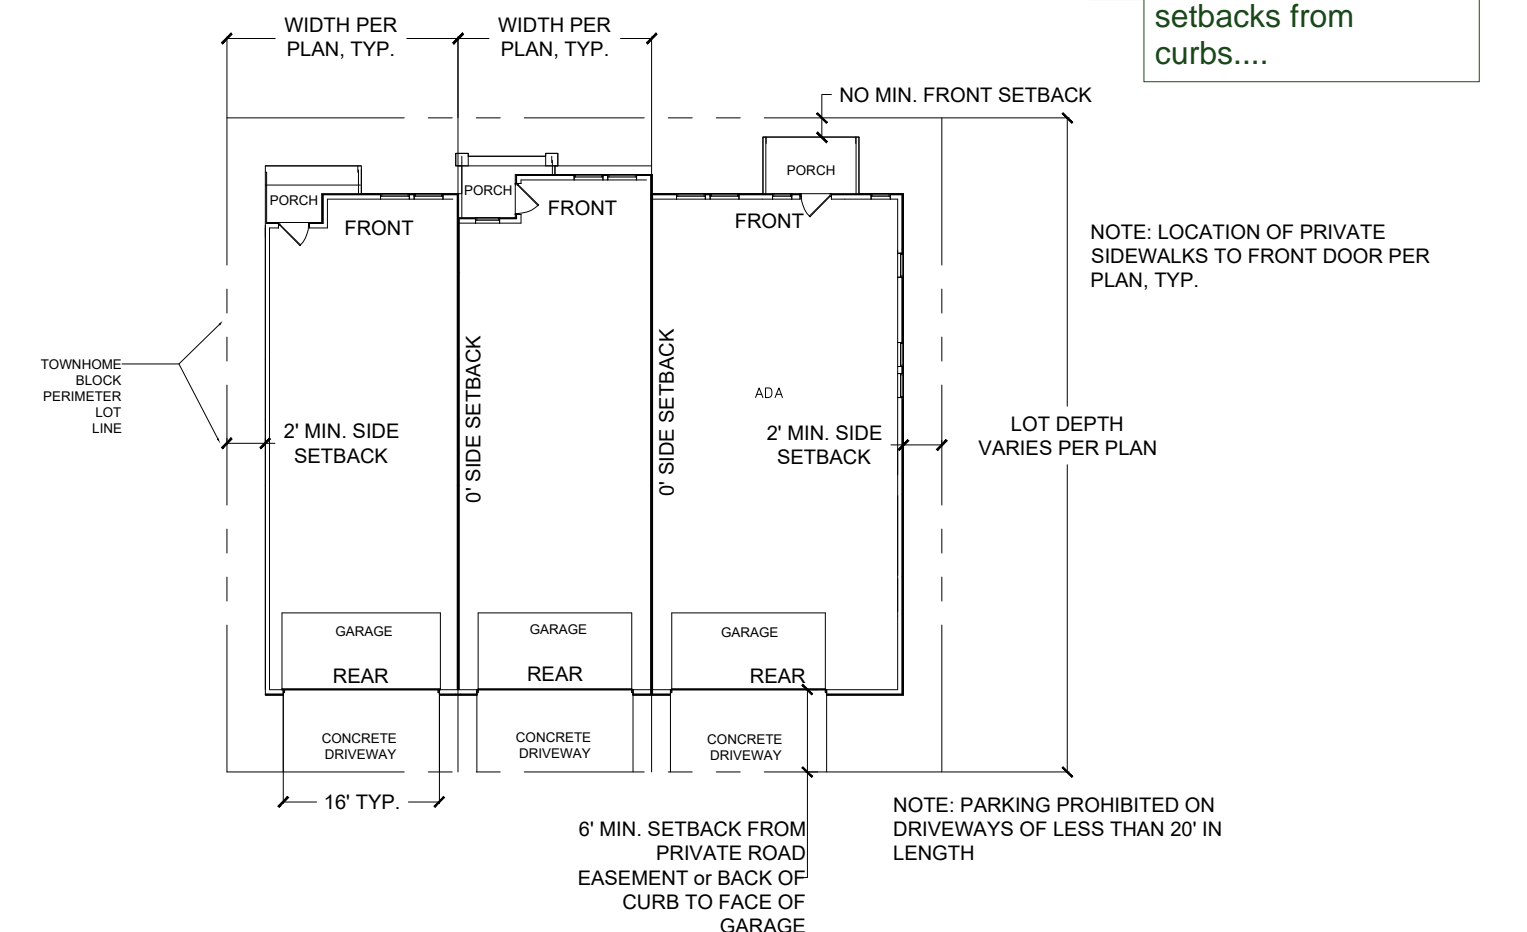 setbacks from
curbs....
WIDTH PER
PLAN, TYP.
WIDTH PER
PLAN, TYP.
NO MIN. FRONT SETBACK
PORCH
PORCH
PORCH
FRONT
FRONT
FRONT
NOTE: LOCATION OF PRIVATE
SIDEWALKS TO FRONT DOOR PER
PLAN, TYP.
TOWNHOME
BLOCK
PERIMETER
LOT
LINE
2' MIN. SIDE
SETBACK
0' SIDE SETBACK
0' SIDE SETBACK
ADA
2' MIN. SIDE
SETBACK
LOT DEPTH
VARIES PER PLAN
GARAGE
REAR
GARAGE
REAR
GARAGE
REAR
CONCRETE
DRIVEWAY
CONCRETE
DRIVEWAY
CONCRETE
DRIVEWAY
16' TYP.
6' MIN. SETBACK FROM
PRIVATE ROAD
EASEMENT or BACK OF
CURB TO FACE OF
GARAGE
NOTE: PARKING PROHIBITED ON
DRIVEWAYS OF LESS THAN 20' IN
LENGTH